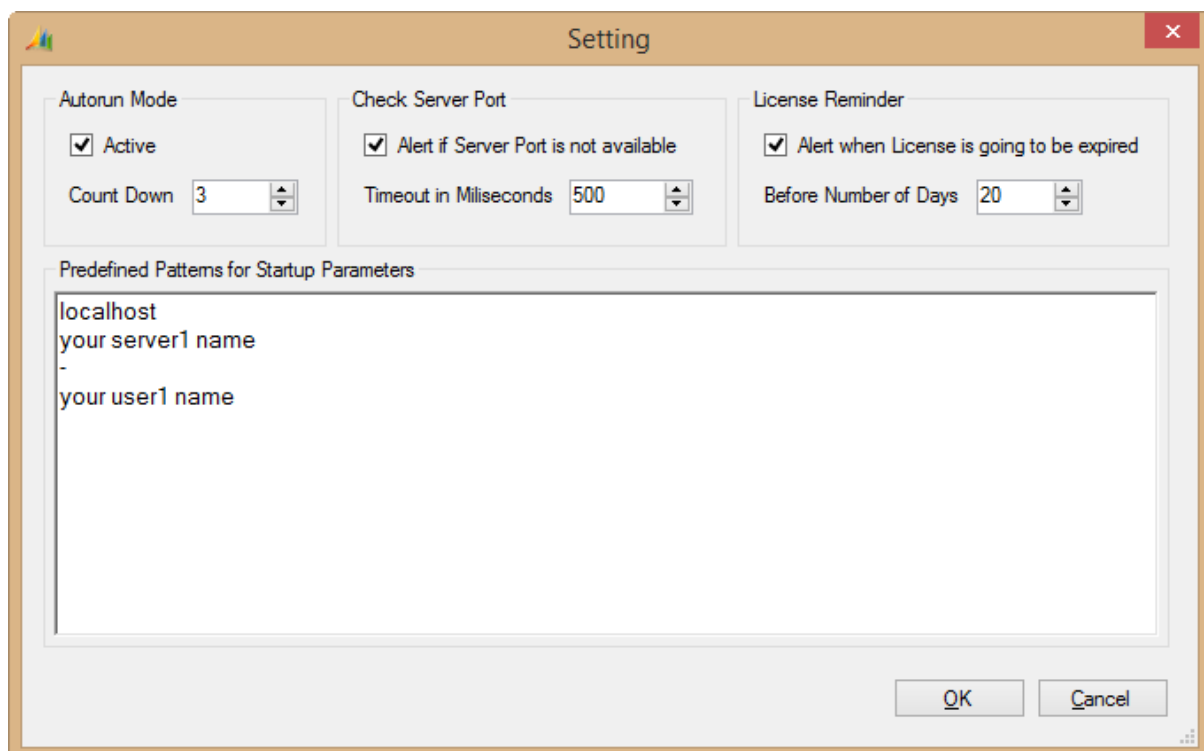 Setting
Autorun Mode
Active
Count Down 3
Check Server Port
Alert if Server Port is not available
Timeout in Miliseconds 500
License Reminder
Alert when License is going to be expired
Before Number of Days 20
Predefined Patterns for Startup Parameters
localhost
your server1 name
-
your user1 name
OK
Cancel